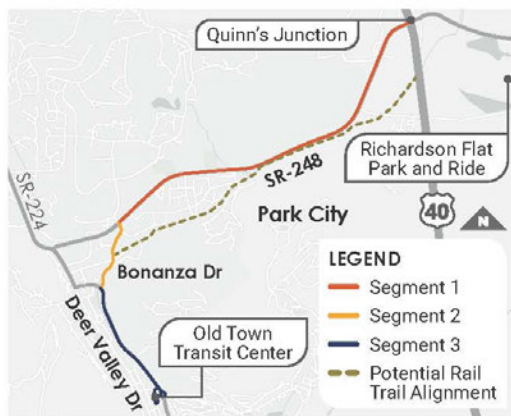 Quinn's Junction
Richardson Flat
Park and Ride
SR-248
SR-224
Park City
40
N
Bonanza Dr
Deer Valley Dr
Old Town
Transit Center
LEGEND
Segment 1
Segment 2
Segment 3
Potential Rail
Trail Alignment